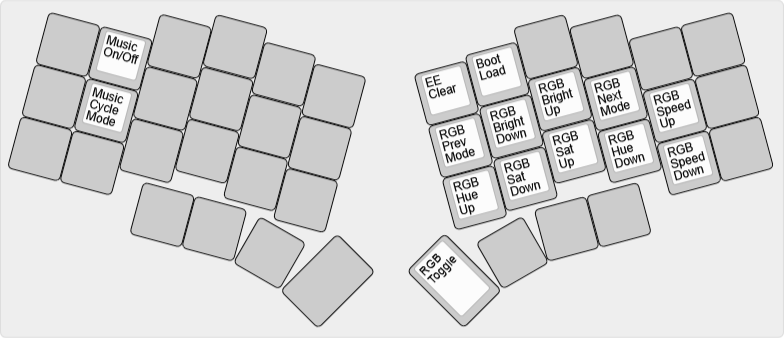 Music
On/Off
Music
Cycle
Mode
EE
Clear
Boot
Load
RGB
Prev
Mode
RGB
Bright
Down
RGB
Bright
Up
RGB
Next
Mode
RGB
Speed
Up
RGB
Hue
Up
RGB
Sat
Down
RGB
Sat
Up
RGB
Hue
Down
RGB
Speed
Down
RGB
Toggle